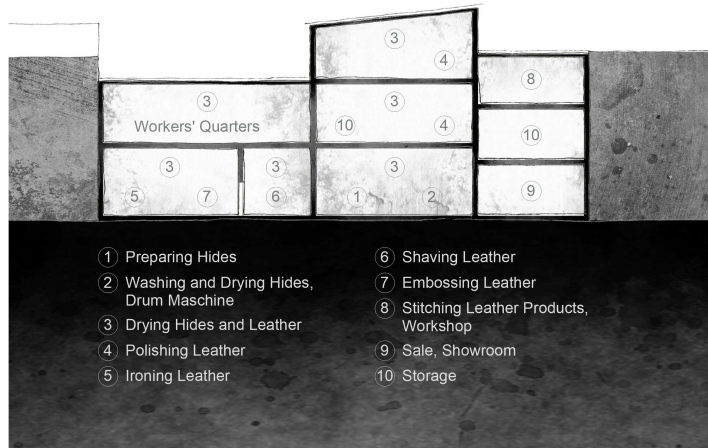 3
4
3
8
3
Workers' Quarters
10
4
10
3
3
3
5
7
6
1
2
9
1 Preparing Hides
2 Washing and Drying Hides,
Drum Maschine
3 Drying Hides and Leather
4 Polishing Leather
5 Ironing Leather
6 Shaving Leather
7 Embossing Leather
8 Stitching Leather Products,
Workshop
9 Sale, Showroom
10 Storage